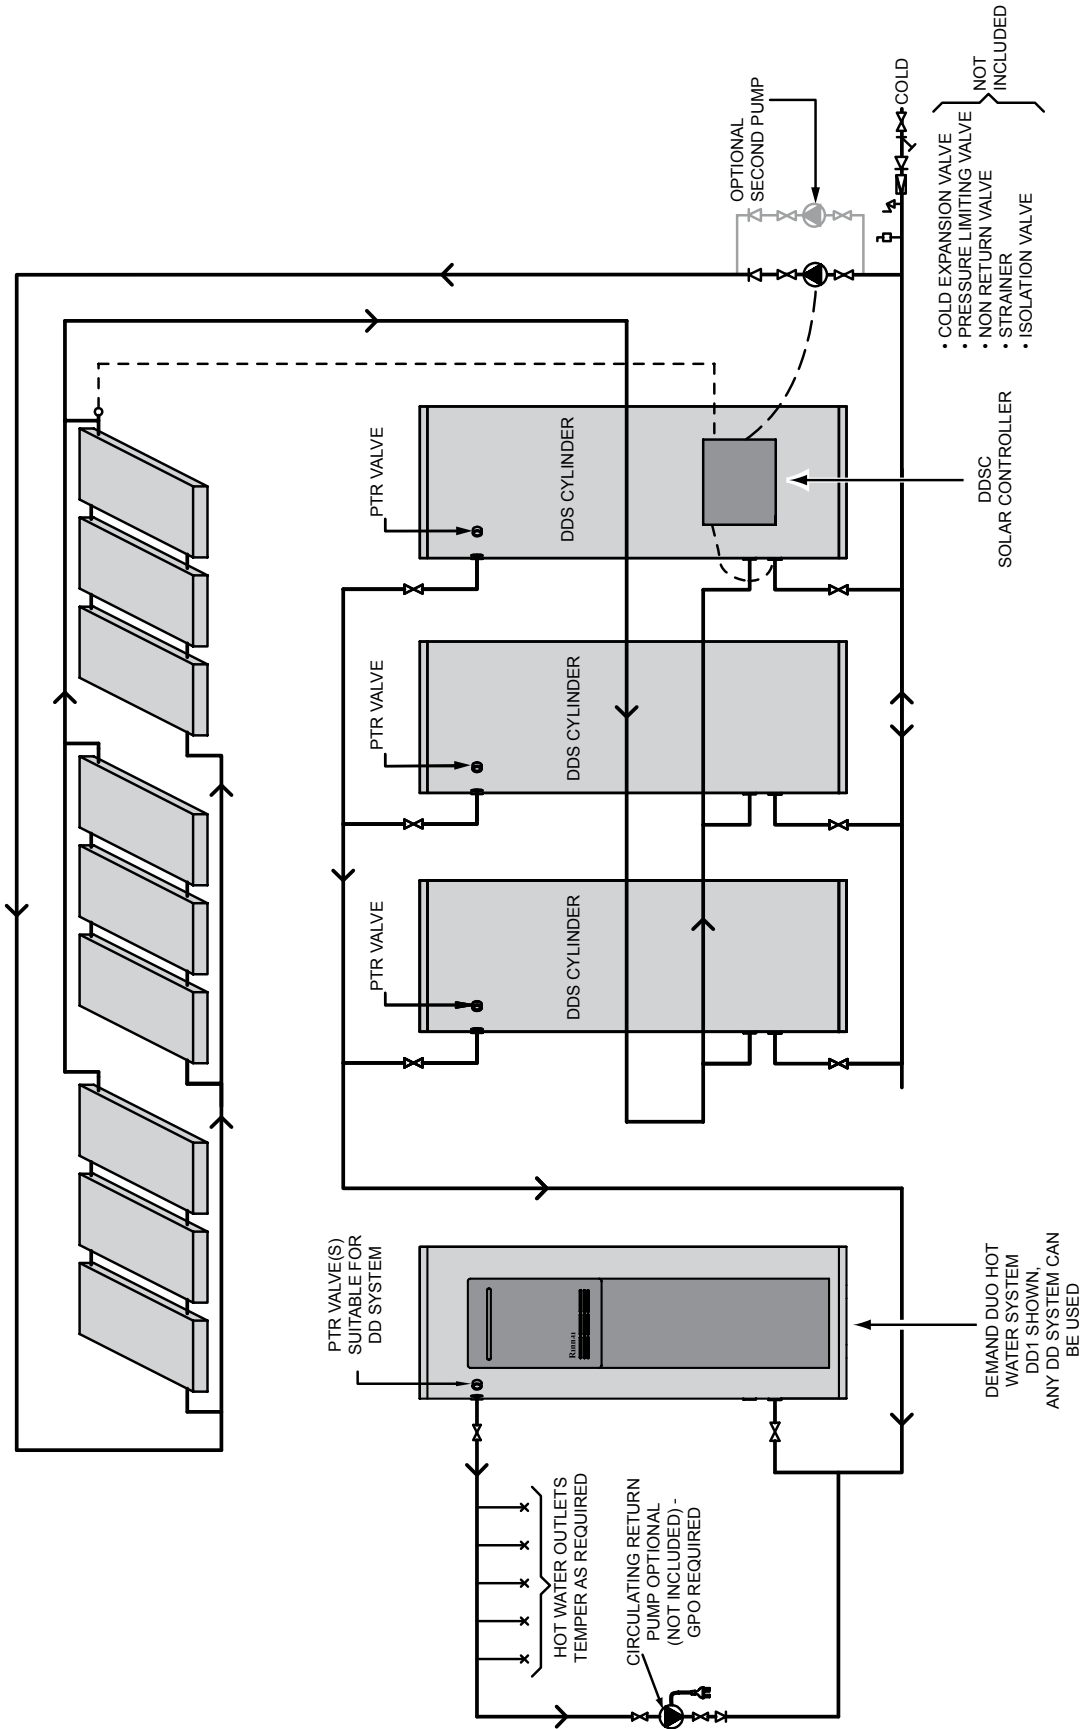 PTR VALVE(S)
SUITABLE FOR
DD SYSTEM
HOT WATER OUTLETS
TEMPER AS REQUIRED
CIRCULATING RETURN
PUMP OPTIONAL
(NOT INCLUDED) -
GPO REQUIRED
Rinnai
DEMAND DUO HOT
WATER SYSTEM
DD1 SHOWN,
ANY DD SYSTEM CAN
BE USED
PTR VALVE
DDS CYLINDER
PTR VALVE
DDS CYLINDER
PTR VALVE
DDS CYLINDER
DDSC
SOLAR CONTROLLER
OPTIONAL
SECOND PUMP
COLD
• COLD EXPANSION VALVE
• PRESSURE LIMITING VALVE
• NON RETURN VALVE
• STRAINER
• ISOLATION VALVE
NOT
INCLUDED